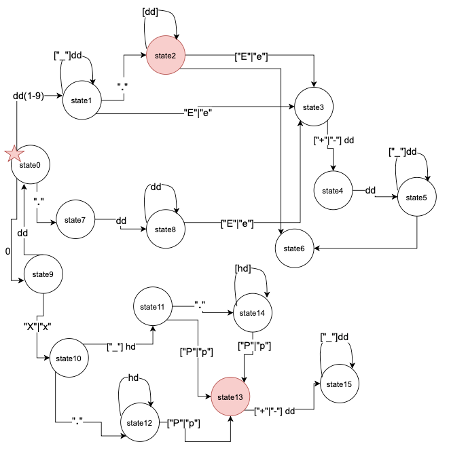 [dd]
state2
["E"|"e"]
["_"]dd
"."
dd(1-9)
state1
"E"|"e"
state3
["+"|"-"] dd
state0
"."
["_"]dd
state4
dd
state5
dd
state7
dd
state8
["E"|"e"]
dd
0
state6
state9
[hd]
state11
"."
state14
"X"|"x"
["_"] hd
["P"|"p"]
["P"|"p"]
["_"]dd
state10
hd
state15
state13
["+"|"-"] dd
"."
state12
["P"|"p"]